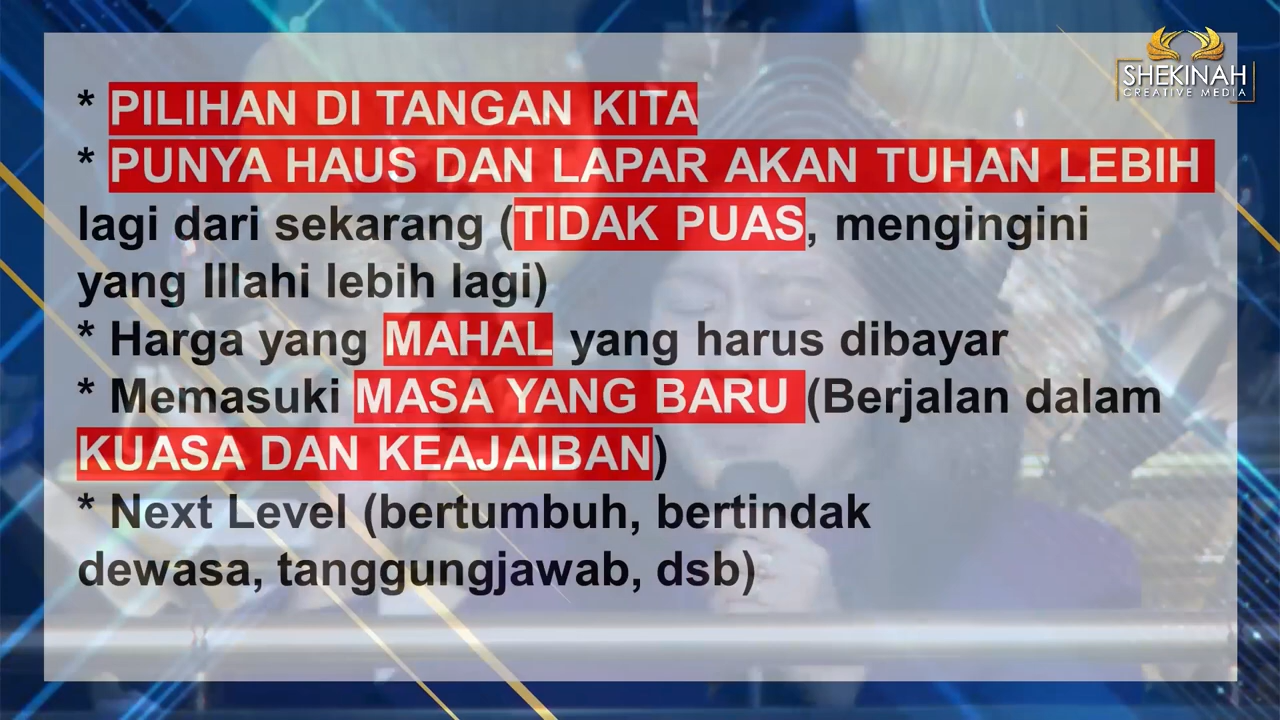 SHEKINAH
CREATIVE MEDIA
* PILIHAN DI TANGAN KITA
* PUNYA HAUS DAN LAPAR AKAN TUHAN LEBIH
lagi dari sekarang (TIDAK PUAS, mengingini
yang Illahi lebih lagi)
* Harga yang MAHAL yang harus dibayar
* Memasuki MASA YANG BARU (Berjalan dalam
KUASA DAN KEAJAIBAN)
* Next Level (bertumbuh, bertindak
dewasa, tanggungjawab, dsb)